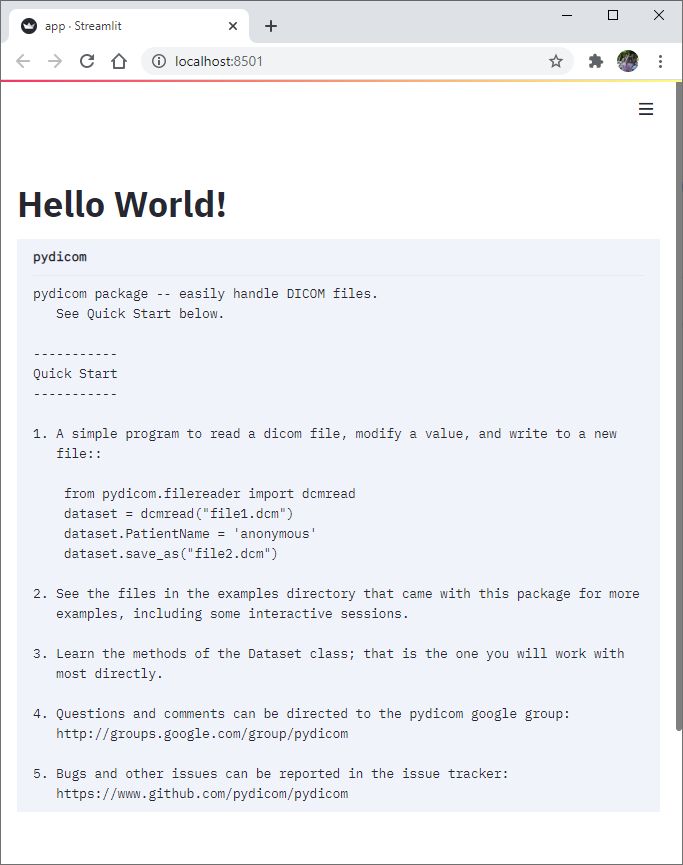 app · Streamlit
localhost:8501
Hello World!
pydicom
pydicom package -- easily handle DICOM files.
See Quick Start below.
-----------
Quick Start
-----------
1. A simple program to read a dicom file, modify a value, and write to a new
file::
from pydicom.filereader import dcmread
dataset = dcmread("file1.dcm")
dataset.PatientName = 'anonymous'
dataset.save_as("file2.dcm")
2. See the files in the examples directory that came with this package for more
examples, including some interactive sessions.
3. Learn the methods of the Dataset class; that is the one you will work with
most directly.
4. Questions and comments can be directed to the pydicom google group:
http://groups.google.com/group/pydicom
5. Bugs and other issues can be reported in the issue tracker:
https://www.github.com/pydicom/pydicom